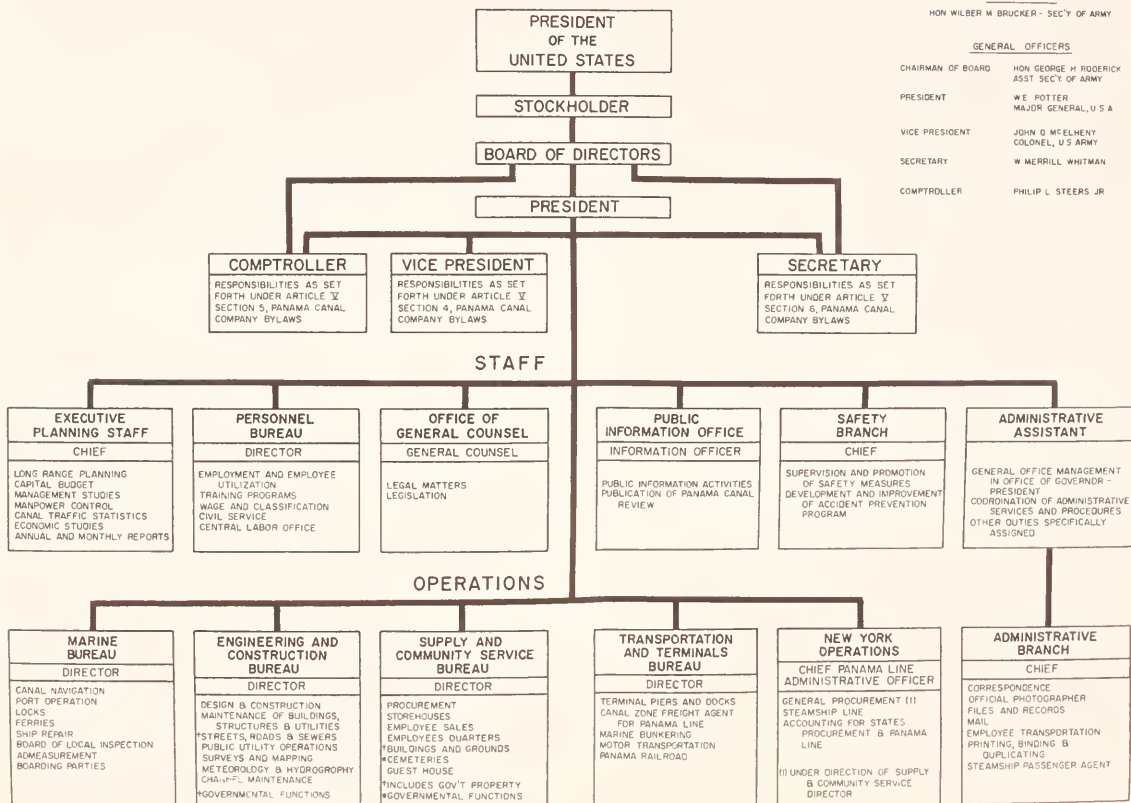 HON WILBER M BRUCKER - SEC'Y OF ARMY
GENERAL OFFICERS
CHAIRMAN OF BOARD HON GEORGE H RODERICK
ASST SEC'Y. OF ARMY
PRESIDENT W E POTTER
MAJOR GENERAL, U S A
VICE PRESIDENT JOHN D McELHENY
COLONEL, U S ARMY
SECRETARY W MERRILL WHITMAN
COMPTROLLER PHILIP L STEERS JR
PRESIDENT
OF THE
UNITED STATES
STOCKHOLDER
BOARD OF DIRECTORS
PRESIDENT
COMPTROLLER
RESPONSIBILITIES AS SET
FORTH UNDER ARTICLE V
SECTION 5, PANAMA CANAL
COMPANY BYLAWS
VICE PRESIDENT
RESPONSIBILITIES AS SET
FORTH UNDER ARTICLE V
SECTION 4, PANAMA CANAL
COMPANY BYLAWS
SECRETARY
RESPONSIBILITIES AS SET
FORTH UNDER ARTICLE V
SECTION 6, PANAMA CANAL
COMPANY BYLAWS
STAFF
EXECUTIVE
PLANNING STAFF
CHIEF
LONG RANGE PLANNING
CAPITAL BUDGET
MANAGEMENT STUDIES
MANPOWER CONTROL
CANAL TRAFFIC STATISTICS
ECONOMIC STUDIES
ANNUAL AND MONTHLY REPORTS
PERSONNEL
BUREAU
DIRECTOR
EMPLOYMENT AND EMPLOYEE
UTILIZATION
TRAINING PROGRAMS
WAGE AND CLASSIFICATION
CIVIL SERVICE
CENTRAL LABOR OFFICE
OFFICE OF
GENERAL COUNSEL
GENERAL COUNSEL
LEGAL MATTERS
LEGISLATION
PUBLIC
INFORMATION OFFICE
INFORMATION OFFICER
PUBLIC INFORMATION ACTIVITIES
PUBLICATION OF PANAMA CANAL
REVIEW
SAFETY
BRANCH
CHIEF
SUPERVISION AND PROMOTION
OF SAFETY MEASURES
DEVELOPMENT AND IMPROVEMENT
OF ACCIDENT PREVENTION
PROGRAM
ADMINISTRATIVE
ASSISTANT
GENERAL OFFICE MANAGEMENT
IN OFFICE OF GOVERNOR -
PRESIDENT
COORDINATION OF ADMINISTRATIVE
SERVICES AND PROCEDURES
OTHER DUTIES SPECIFICALLY
ASSIGNED
OPERATIONS
MARINE
BUREAU
DIRECTOR
CANAL NAVIGATION
PORT OPERATION
LOCKS
FERRIES
SHIP REPAIR
BOARD OF LOCAL INSPECTION
ADMEASUREMENT
BOARDING PARTIES
ENGINEERING AND
CONSTRUCTION
BUREAU
DIRECTOR
DESIGN & CONSTRUCTION
MAINTENANCE OF BUILDINGS,
STRUCTURES & UTILITIES
†STREETS, ROADS & SEWERS
PUBLIC UTILITY OPERATIONS
SURVEYS AND MAPPING
METEOROLOGY & HYDROGRPHY
CHANNEL MAINTENANCE
†GOVERNMENTAL FUNCTIONS
SUPPLY AND
COMMUNITY SERVICE
BUREAU
DIRECTOR
PROCUREMENT
STOREHOUSES
EMPLOYEE SALES
EMPLOYEES QUARTERS
†BUILDINGS AND GROUNDS
*CEMETERIES
GUEST HOUSE
†INCLUDES GOV'T PROPERTY
*GOVERNMENTAL FUNCTIONS
TRANSPORTATION
AND TERMINALS
BUREAU
DIRECTOR
TERMINAL PIERS AND DOCKS
CANAL ZONE FREIGHT AGENT
FOR PANAMA LINE
MARINE BUNKERING
MOTOR TRANSPORTATION
PANAMA RAILROAD
NEW YORK
OPERATIONS
CHIEF PANAMA LINE
ADMINISTRATIVE OFFICER
GENERAL PROCUREMENT (1)
STEAMSHIP LINE
ACCOUNTING FOR STATES
PROCUREMENT & PANAMA
LINE
(1) UNDER DIRECTION OF SUPPLY
& COMMUNITY SERVICE
DIRECTOR
ADMINISTRATIVE
BRANCH
CHIEF
CORRESPONDENCE
OFFICIAL PHOTOGRAPHER
FILES AND RECORDS
MAIL
EMPLOYEE TRANSPORTATION
PRINTING, BINDING &
DUPLICATING
STEAMSHIP PASSENGER AGENT